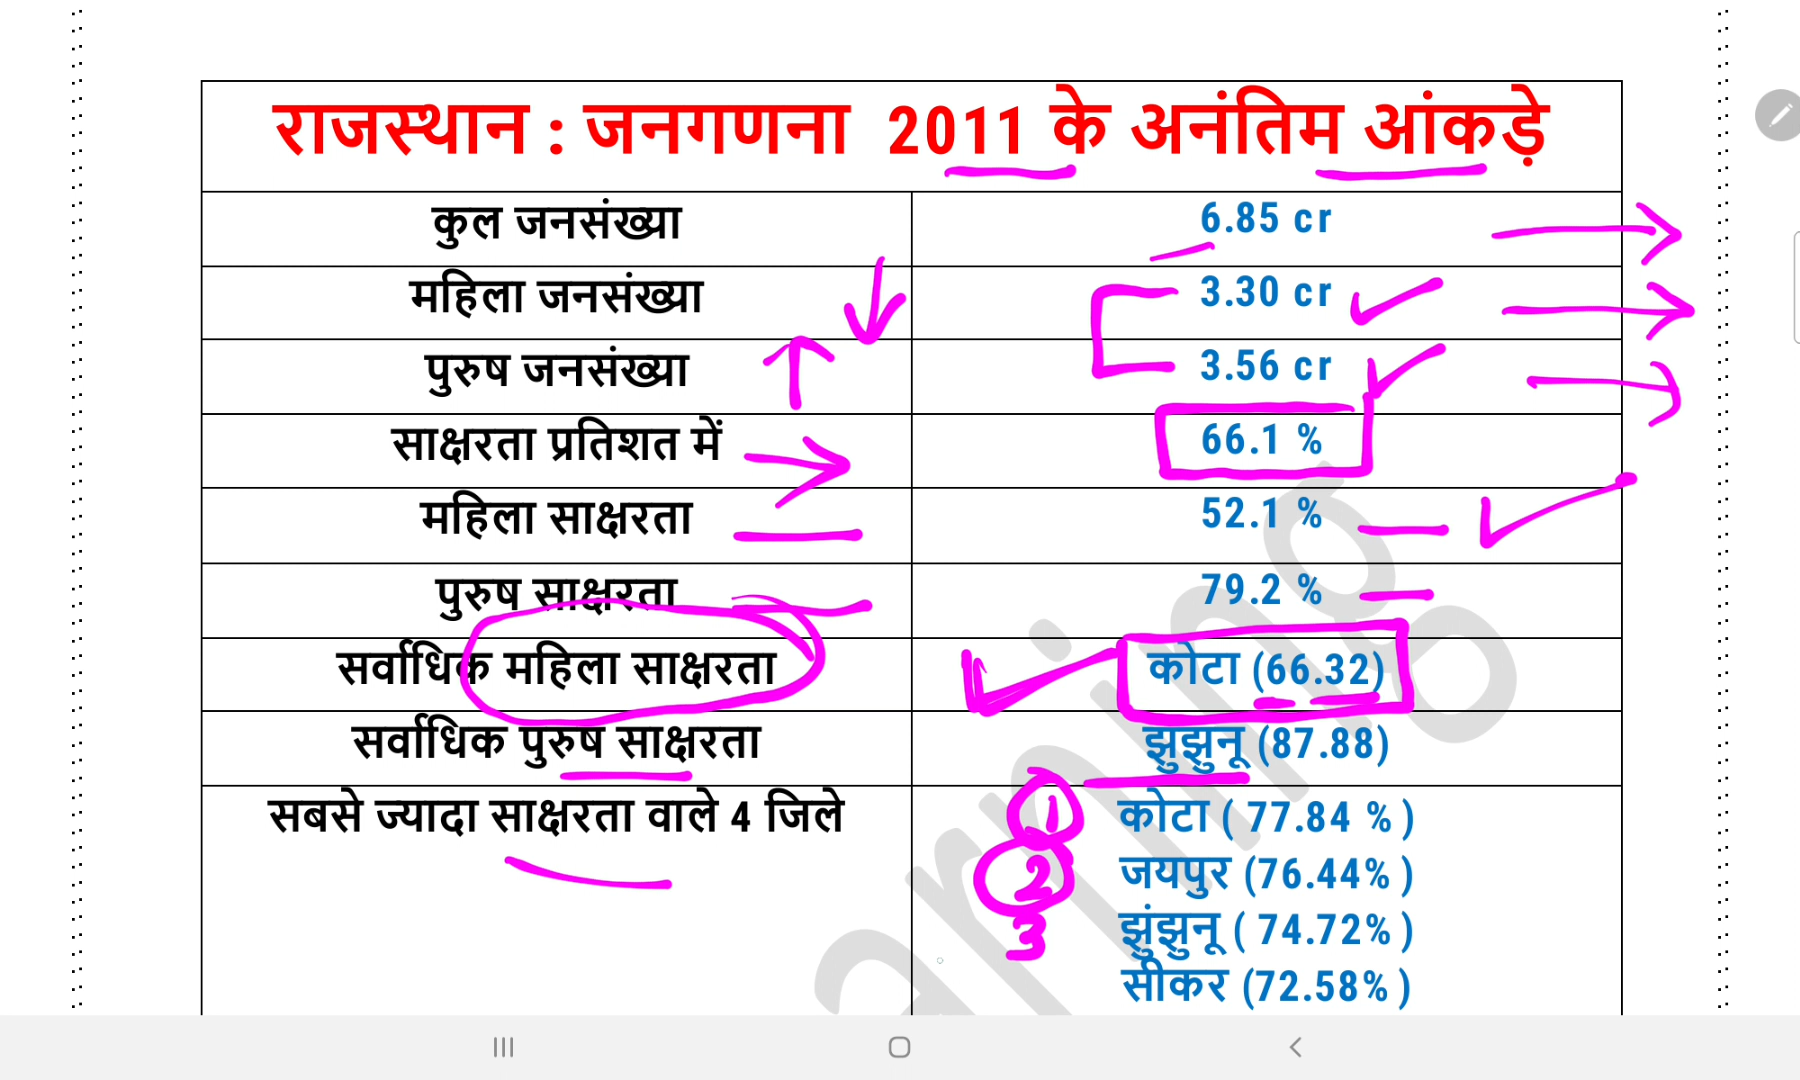 राजस्थान : जनगणना 2011 के अनंतिम आंकड़े
कुल जनसंख्या 6.85 cr
महिला जनसंख्या 3.30 cr
पुरुष जनसंख्या 3.56 cr
साक्षरता प्रतिशत में 66.1 %
महिला साक्षरता 52.1 %
पुरुष साक्षरता 79.2 %
सर्वाधिक महिला साक्षरता कोटा (66.32)
सर्वाधिक पुरुष साक्षरता झुझुनू (87.88)
सबसे ज्यादा साक्षरता वाले 4 जिले 1 कोटा ( 77.84 % )
2 जयपुर (76.44% )
3 झुंझुनू ( 74.72% )
सीकर (72.58% )
arning